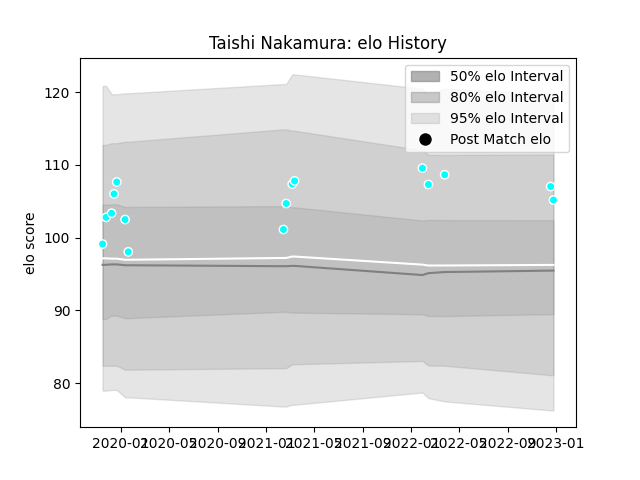 Taishi Nakamura: elo History
50% elo Interval
80% elo Interval
95% elo Interval
Post Match elo
elo score
120
110
100
90
80
2020-01 2020-05 2020-09 2021-01 2021-05 2021-09 2022-01 2022-05 2022-09 2023-01